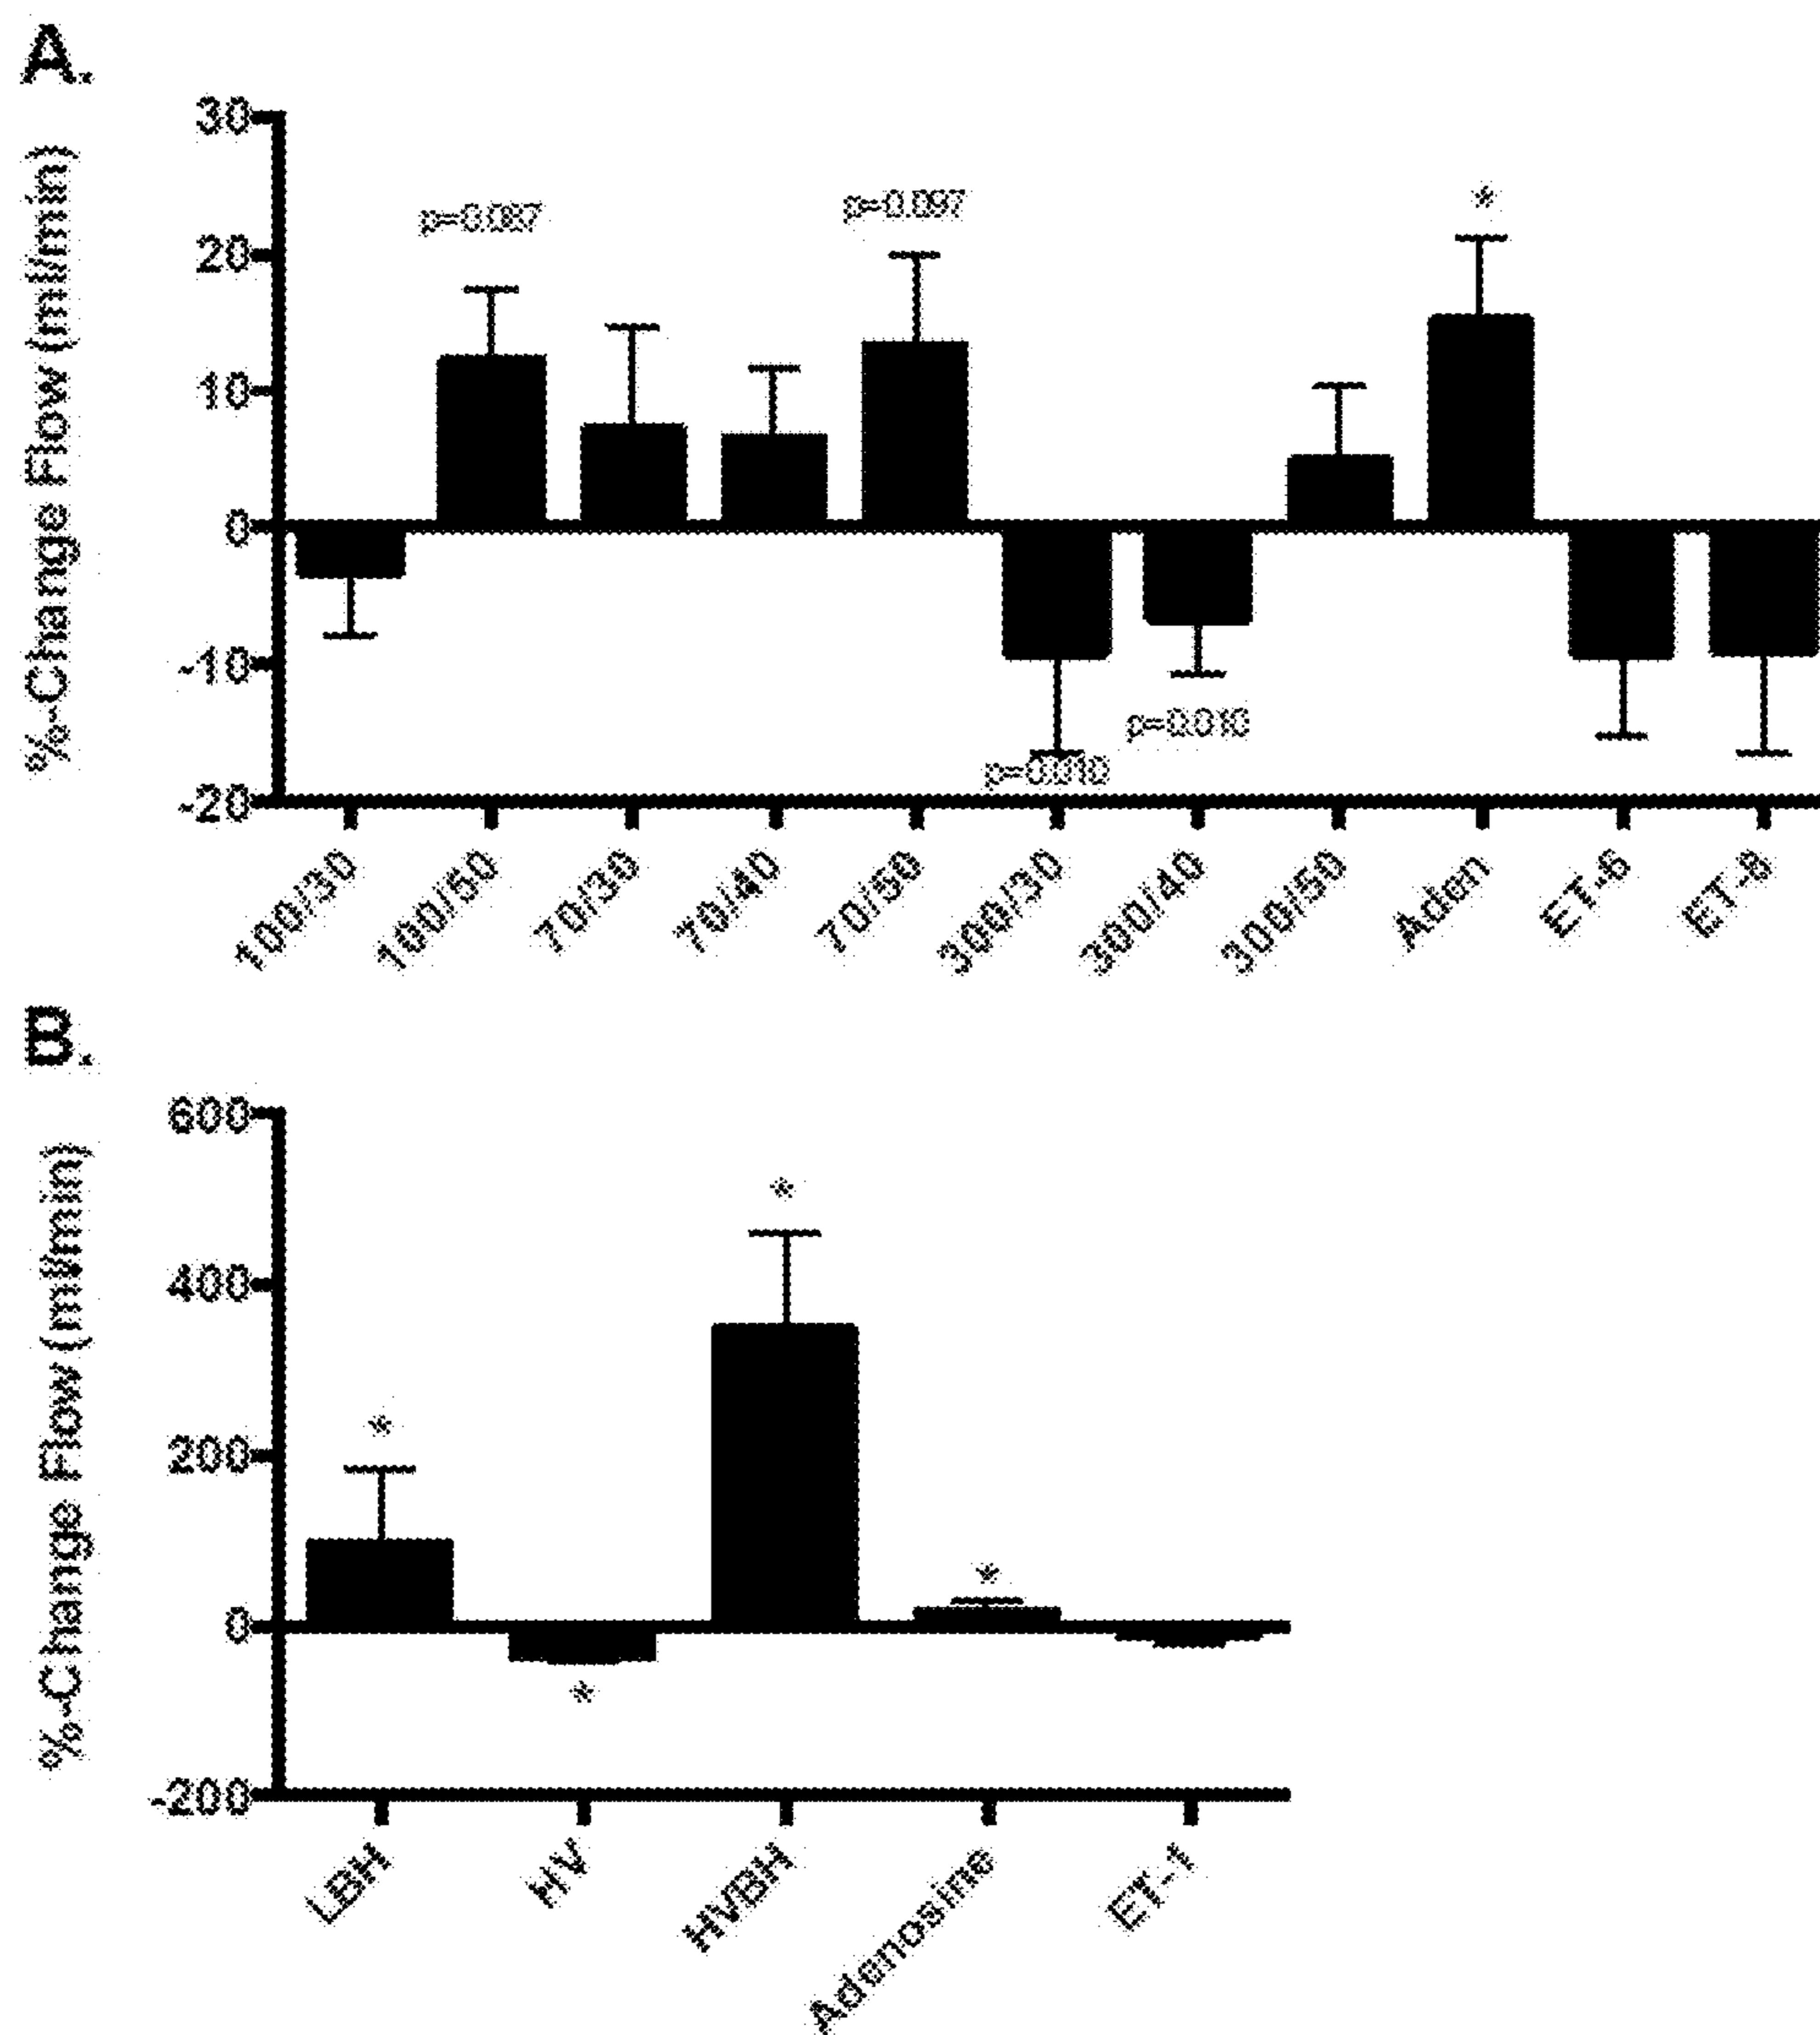 A.
%-Change Flow (ml/min)
30
20
10
0
-10
-20
p=0.087
p=0.097
*
p=0.010
p=0.010
100/30
100/50
70/30
70/40
70/50
300/30
300/40
300/50
Aden
ET-6
B.
%-Change Flow (ml/min)
600
400
200
0
-200
*
*
*
*
LBH
HV
HVBH
Adenosine
ET-1